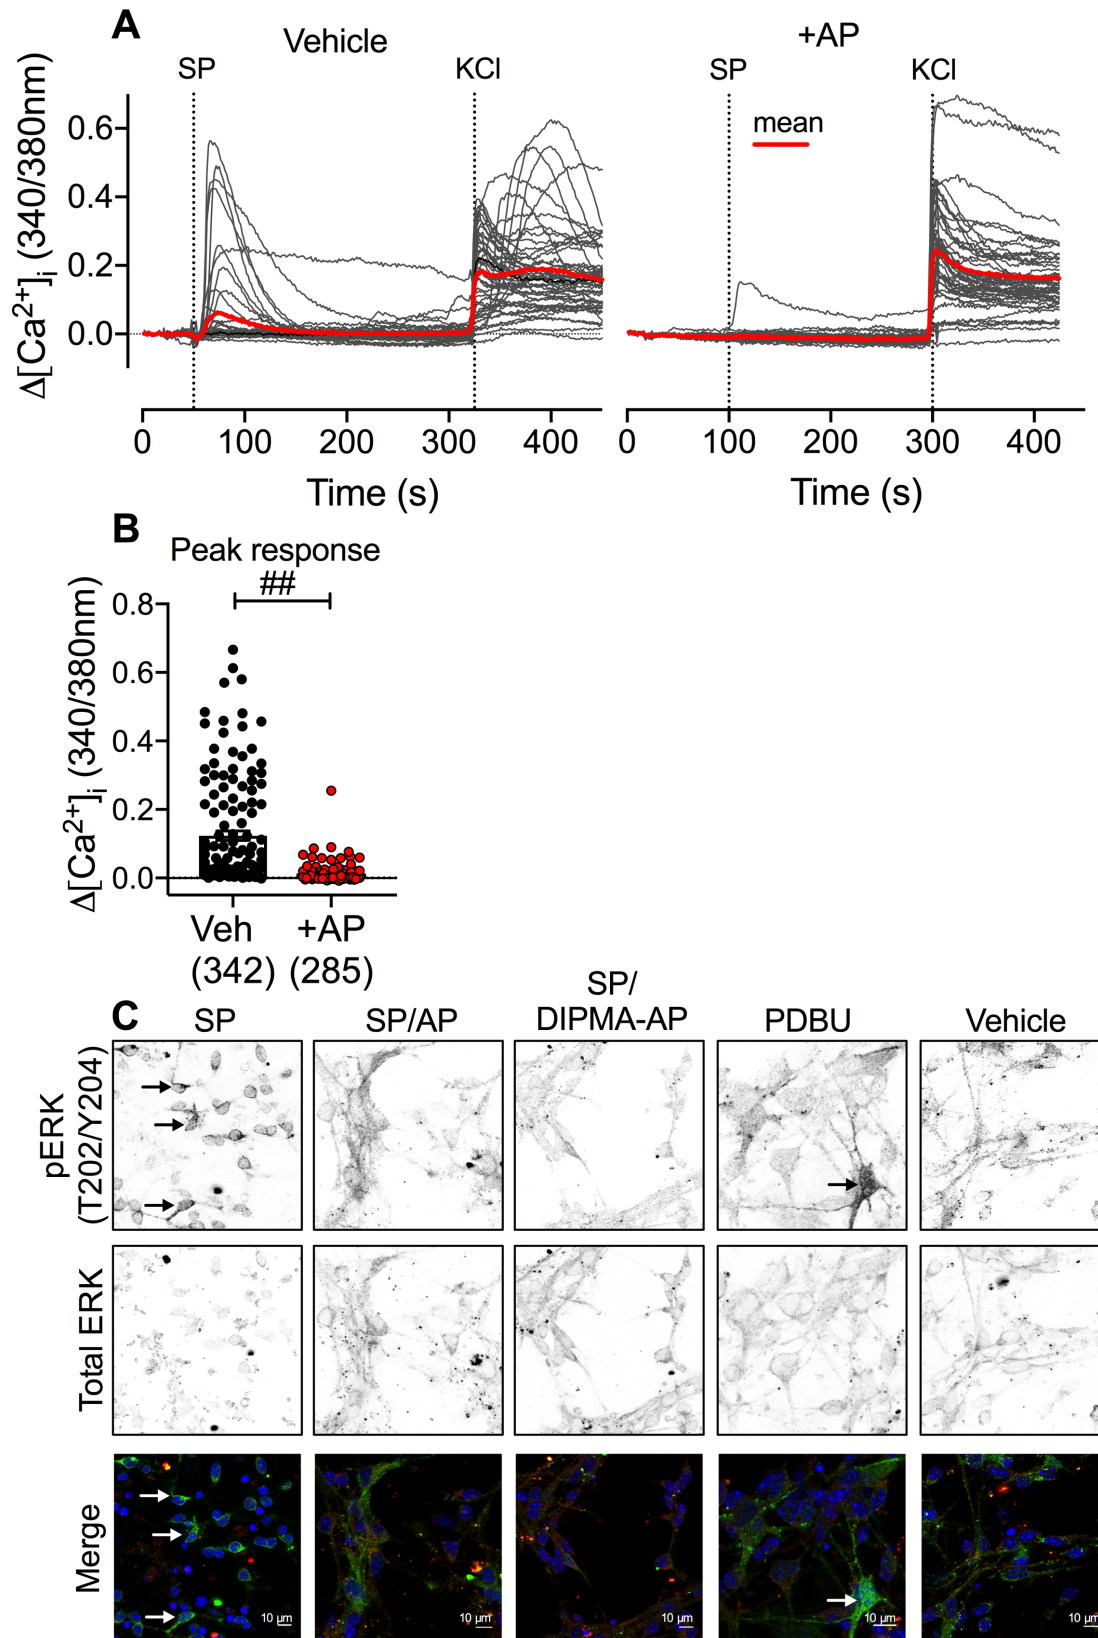 A
Vehicle
+AP
SP
KCl
SP
KCl
mean
Δ[Ca2+]i (340/380nm)
0.6
0.4
0.2
0.0
0 100 200 300 400
0 100 200 300 400
Time (s)
Time (s)
B
Peak response
##
Δ[Ca2+]i (340/380nm)
0.8
0.6
0.4
0.2
0.0
Veh
(342)
+AP
(285)
C
SP
SP/AP
SP/
DIPMA-AP
PDBU
Vehicle
pERK
(T202/Y204)
Total ERK
Merge
10 µm
10 µm
10 µm
10 µm
10 µm